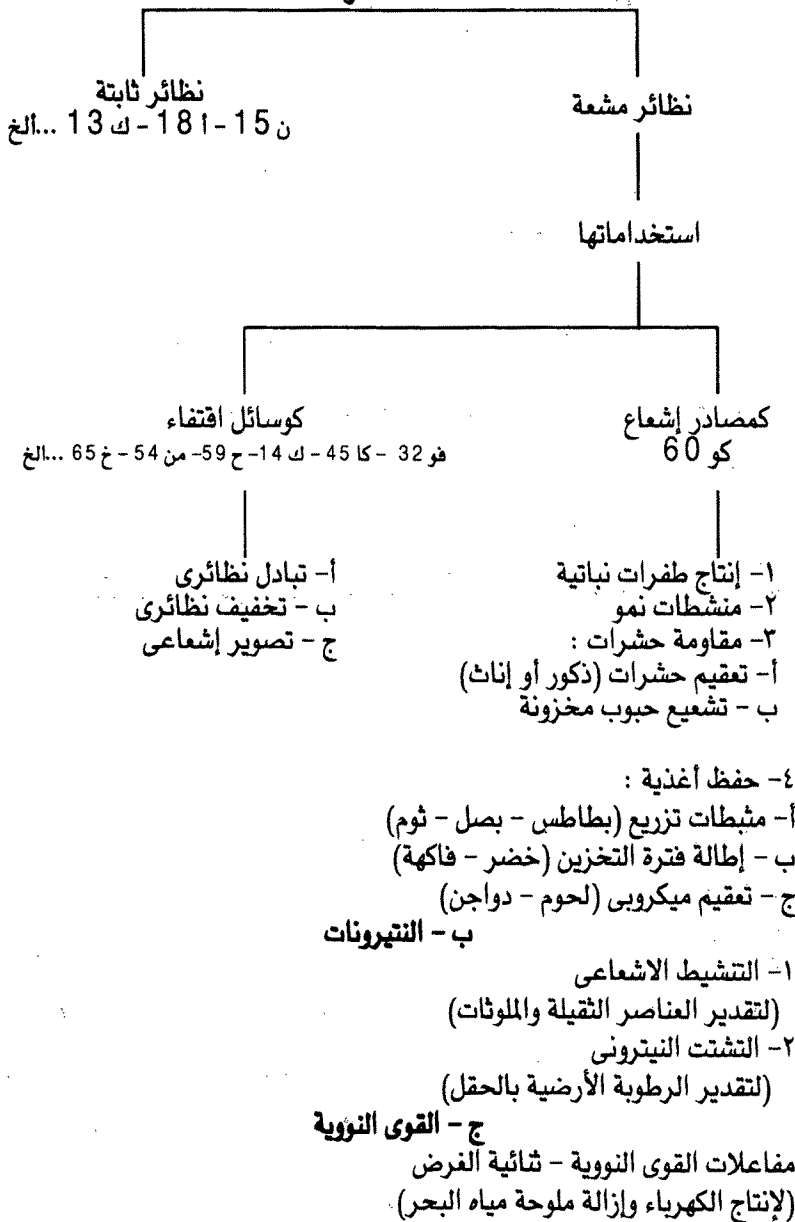 نظائر مشعة
نظائر ثابتة
ن 15 - ا 18 - ك 13 ...الخ
استخداماتها
كمصادر إشعاع
كو 60
كوسائل اقتفاء
فو 32 - كا 45 - ك 14 - ح 59 - من 54 - خ 65 ...الخ
١- إنتاج طفرات نباتية
٢- منشطات نمو
٣- مقاومة حشرات :
أ- تعقيم حشرات (ذكور أو إناث)
ب - تشعيع حبوب مخزونة
أ- تبادل نظائرى
ب - تخفيف نظائرى
ج - تصوير إشعاعى
٤- حفظ أغذية :
أ- مثبطات تزريع (بطاطس - بصل - ثوم)
ب - إطالة فترة التخزين (خضر - فاكهة)
ج - تعقيم ميكروبى (لحوم - دواجن)
ب - النتيرونات
١- التنشيط الاشعاعى
(لتقدير العناصر الثقيلة والملوثات)
٢- التشتت النيترونى
(لتقدير الرطوبة الأرضية بالحقل)
ج - القوى النووية
مفاعلات القوى النووية - ثنائية الغرض
(لإنتاج الكهرباء وإزالة ملوحة مياه البحر)